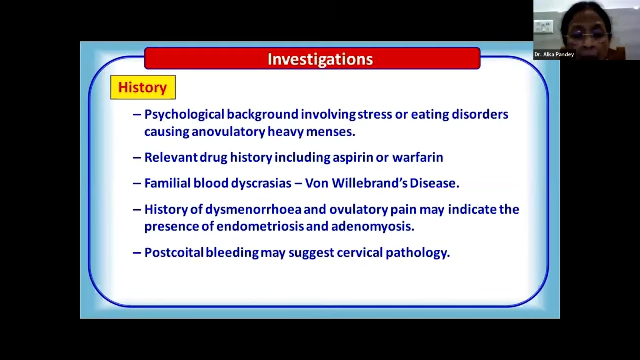 Investigations
Dr. Alka Pandey
History
– Psychological background involving stress or eating disorders
causing anovulatory heavy menses.
– Relevant drug history including aspirin or warfarin
– Familial blood dyscrasias – Von Willebrand’s Disease.
– History of dysmenorrhoea and ovulatory pain may indicate the
presence of endometriosis and adenomyosis.
– Postcoital bleeding may suggest cervical pathology.